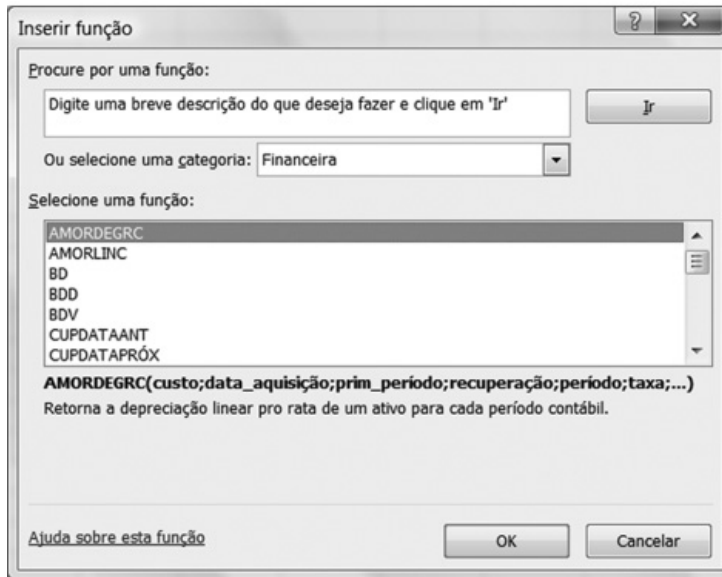 Inserir função
Procure por uma função:
Digite uma breve descrição do que deseja fazer e clique em 'Ir'
Ir
Ou selecione uma categoria: Financeira
Selecione uma função:
AMORDEGRC
AMORLINC
BD
BDD
BDV
CUPDATAANT
CUPDATAPRÓX
AMORDEGRC(custo;data_aquisição;prim_período;recuperação;período;taxa;...)
Retorna a depreciação linear pro rata de um ativo para cada período contábil.
Ajuda sobre esta função
OK
Cancelar